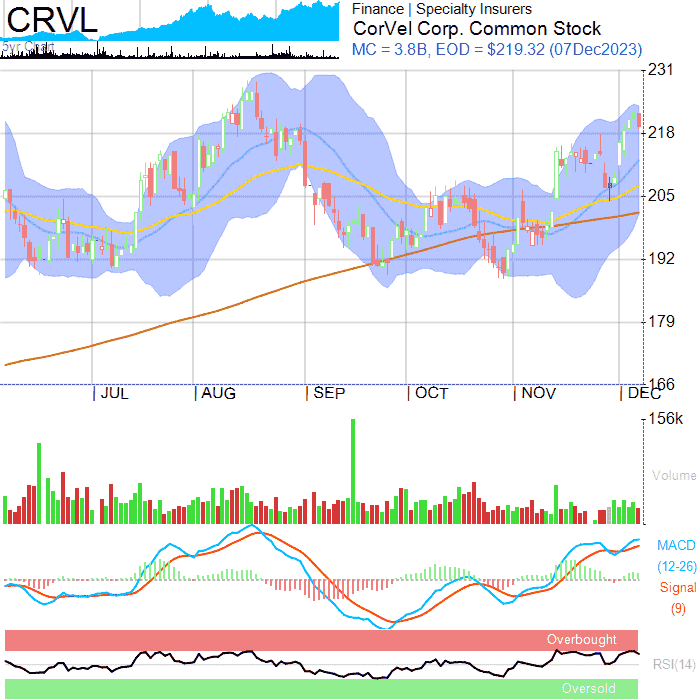 CRVL
5yr Chart
Finance | Specialty Insurers
CorVel Corp. Common Stock
MC = 3.8B, EOD = $219.32 (07Dec2023)
231
218
205
192
179
166
| JUL | AUG | SEP | OCT | NOV | DEC
156k
Volume
MACD
(12-26)
Signal
(9)
Overbought
RSI(14)
Oversold